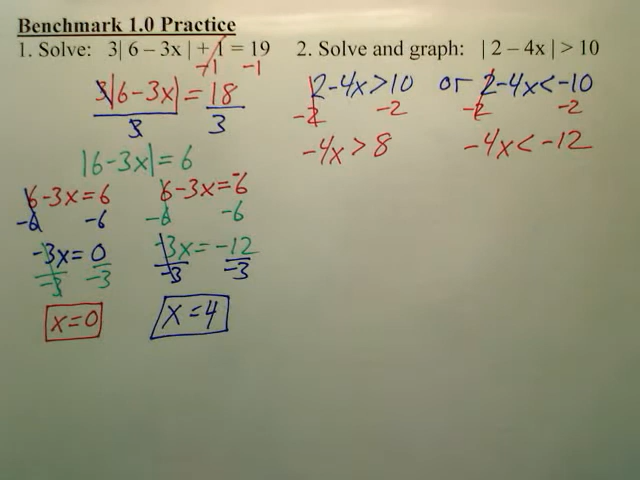 Benchmark 1.0 Practice
1. Solve: 3| 6 – 3x | + 1 = 19
-1 -1
3|6-3x| = 18
3 3
|6-3x| = 6
6-3x=6 6-3x=-6
-6 -6 -6 -6
-3x=0 -3x=-12
-3 -3 -3 -3
x=0 x=4
2. Solve and graph: | 2 – 4x | > 10
2-4x>10 or 2-4x<-10
-2 -2 -2 -2
-4x>8 -4x<-12